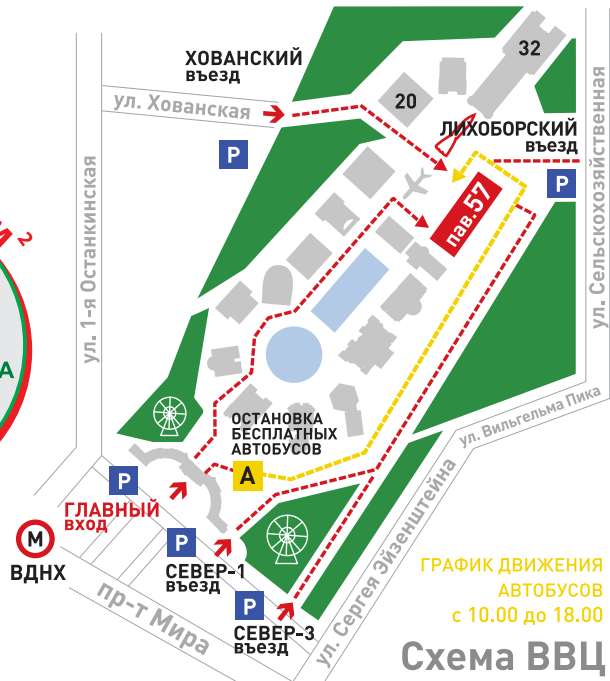 32
ХОВАНСКИЙ
въезд
ул. Хованская
20
ЛИХОБОРСКИЙ
въезд
P
P
пав.57
ул. Сельскохозяйственная
ул. 1-я Останкинская
2
А
ул. Вильгельма Пика
ОСТАНОВКА
БЕСПЛАТНЫХ
АВТОБУСОВ
А
P
ГЛАВНЫЙ
вход
М
ВДНХ
P
СЕВЕР-1
въезд
P
СЕВЕР-3
въезд
пр-т Мира
ул. Сергея Эйзенштейна
ГРАФИК ДВИЖЕНИЯ
АВТОБУСОВ
с 10.00 до 18.00
Схема ВВЦ